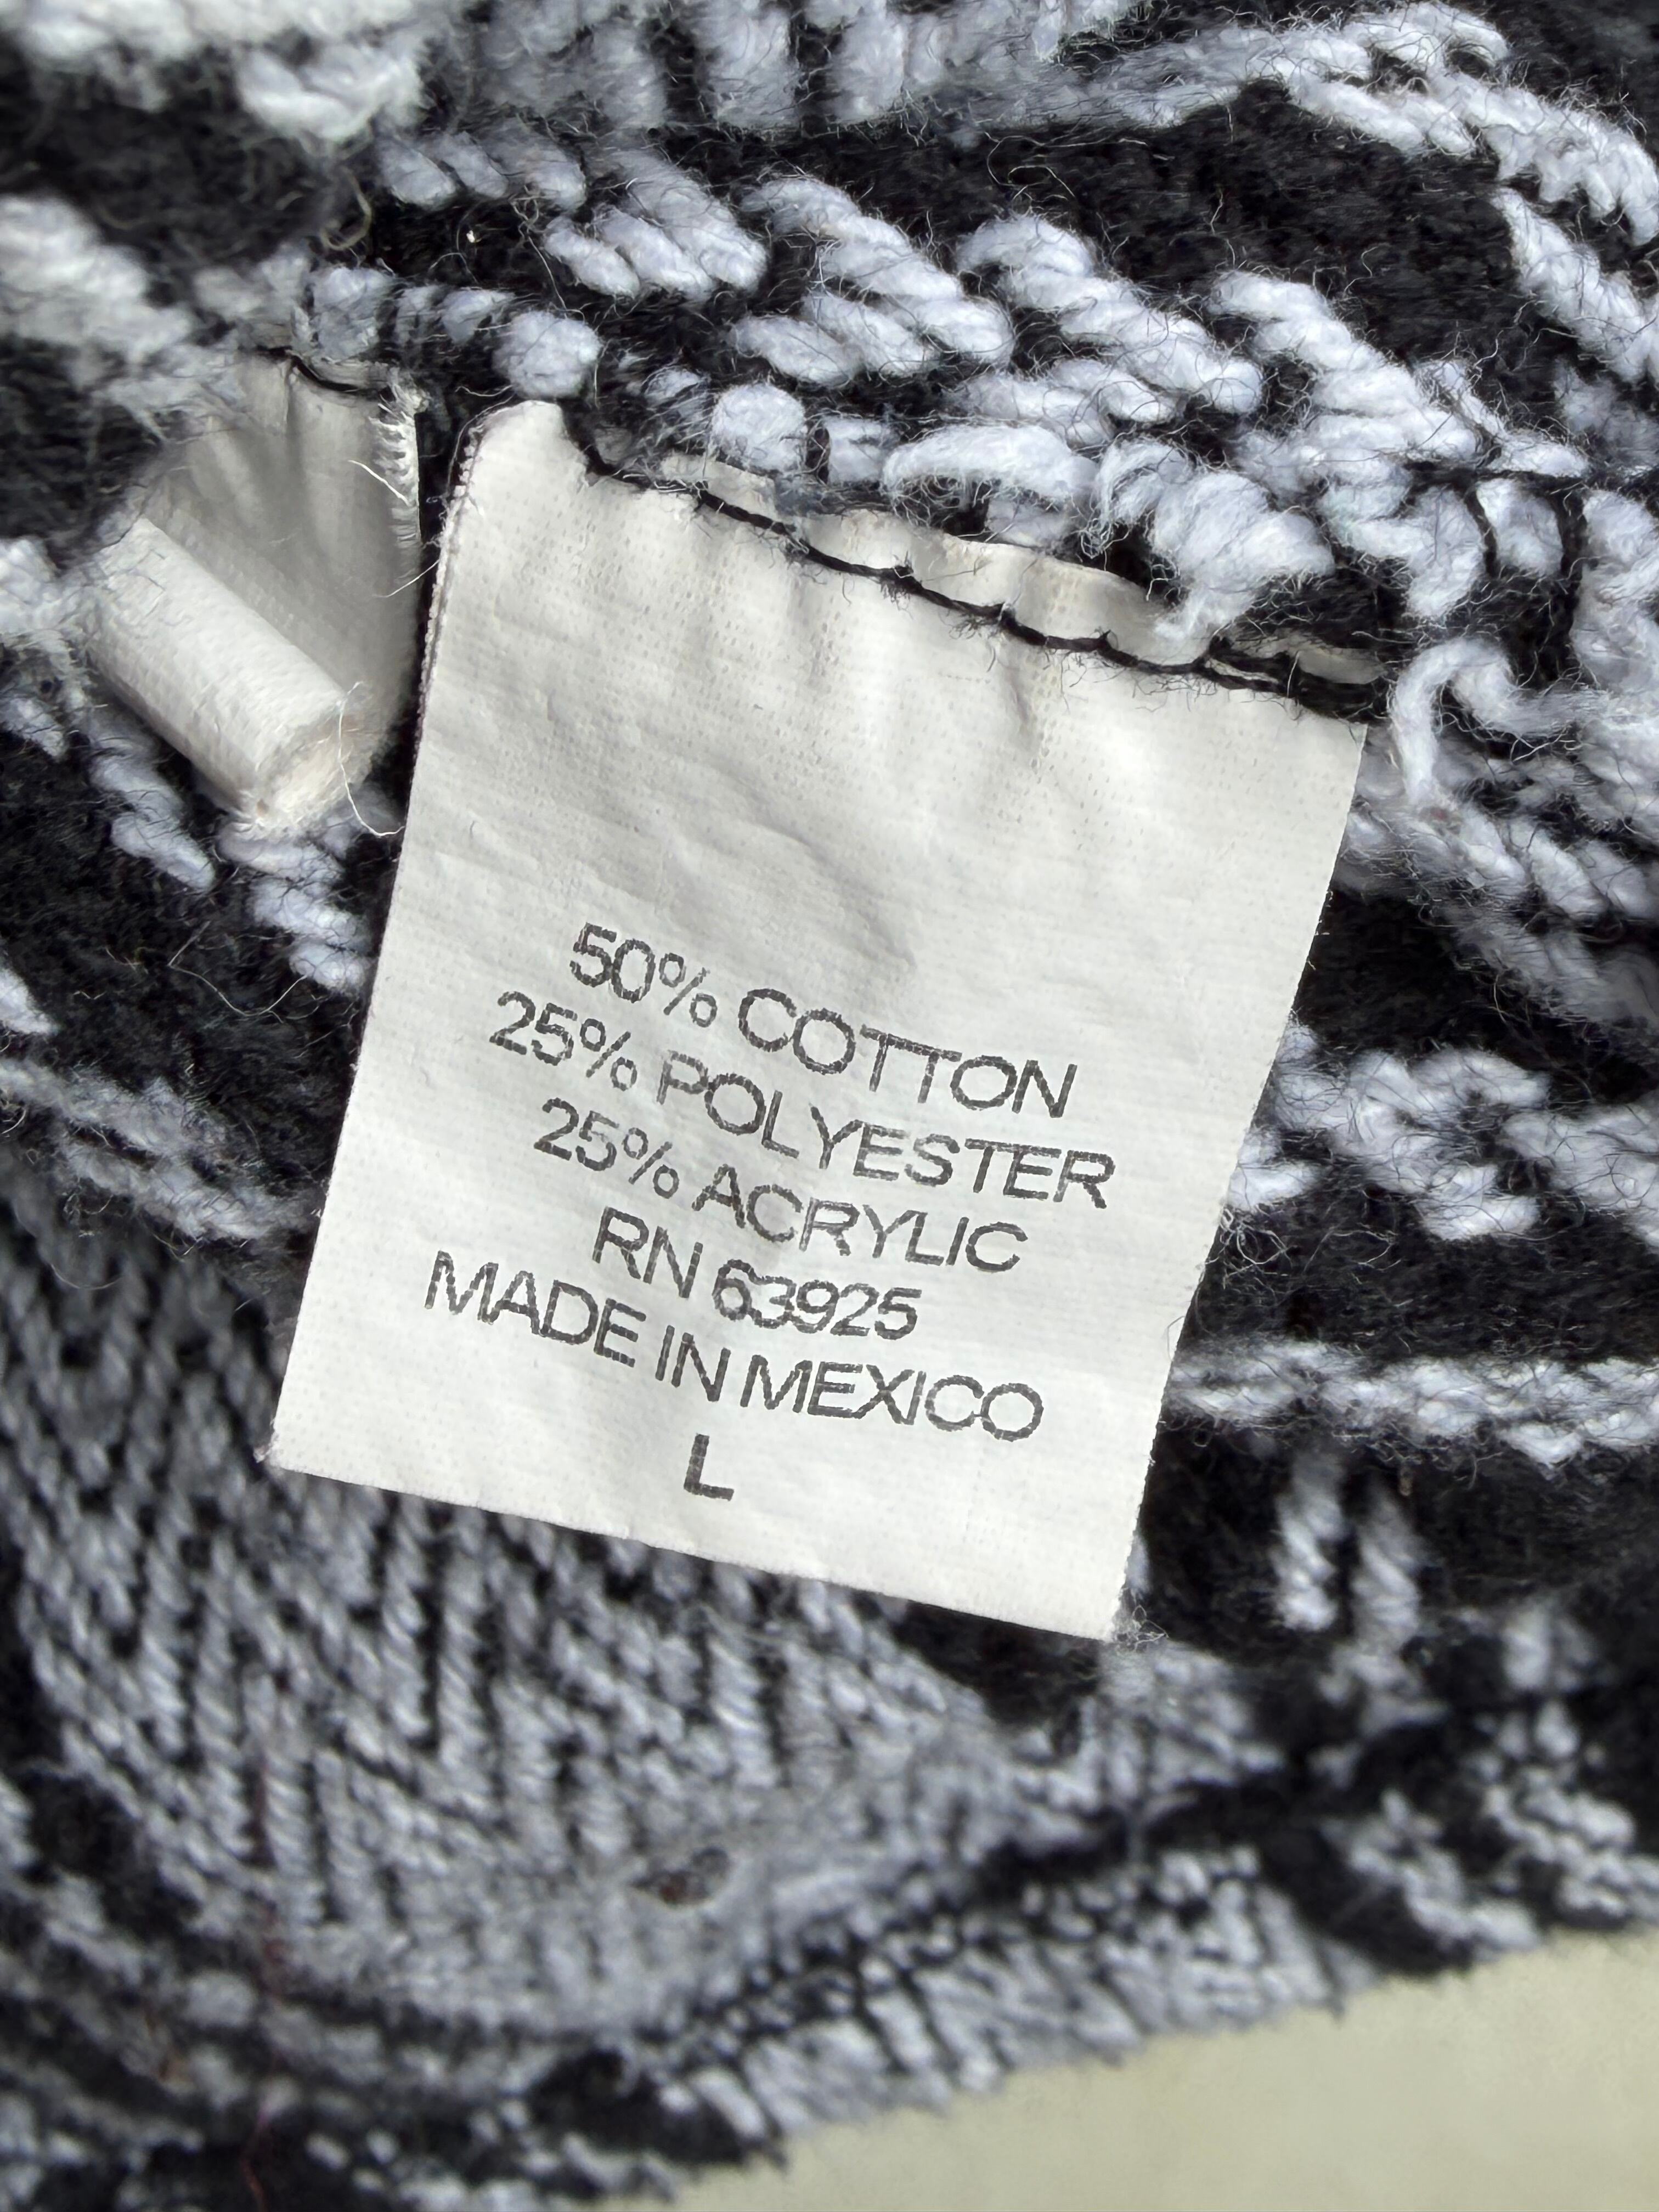 50% COTTON
25% POLYESTER
25% ACRYLIC
RN 63925
MADE IN MEXICO
L